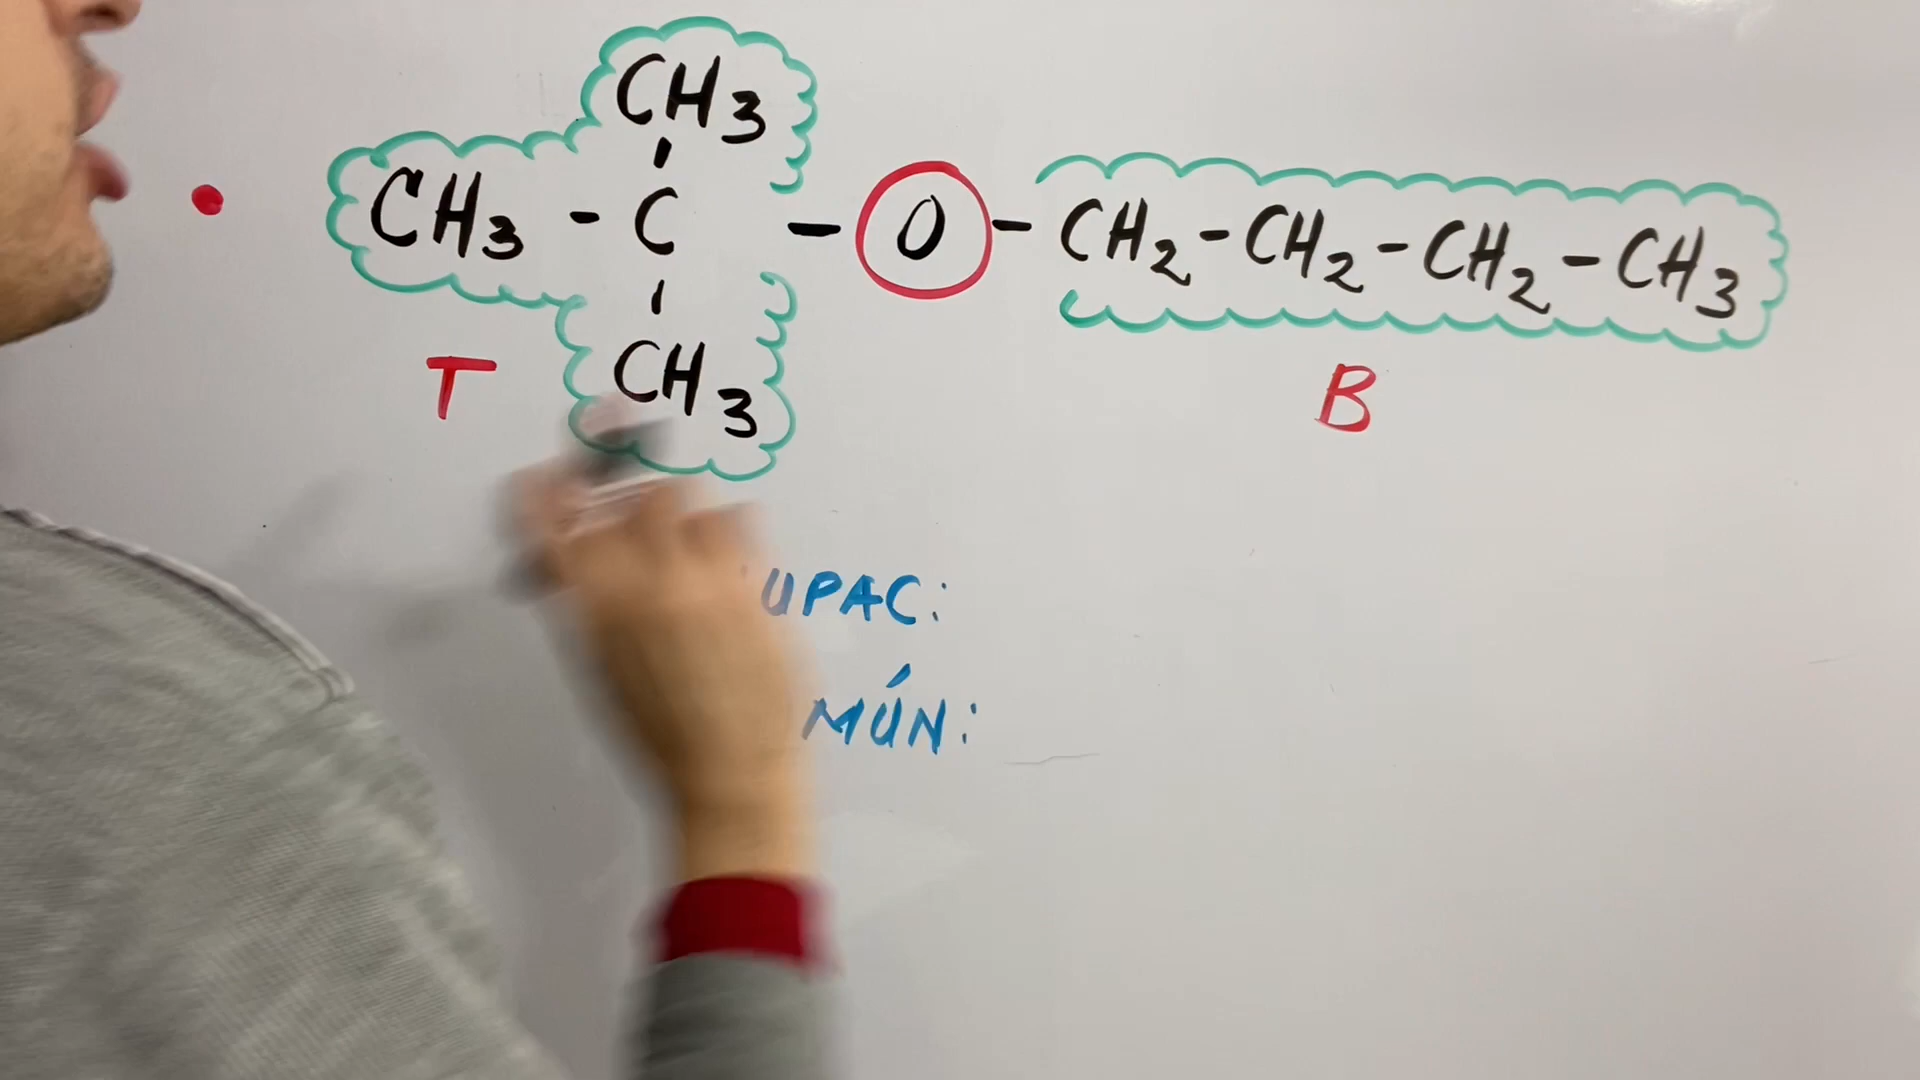 CH3
CH3 - C - O - CH2 - CH2 - CH2 - CH3
CH3
T
B
UPAC:
MÚN: